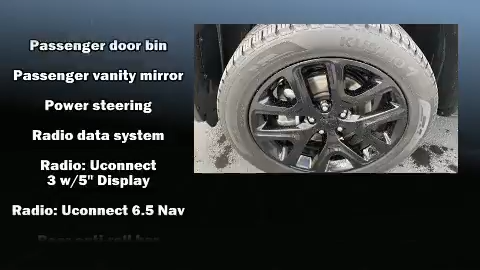 Passenger door bin
Passenger vanity mirror
Power steering
Radio data system
Radio: Uconnect
3 w/5" Display
Radio: Uconnect 6.5 Nav